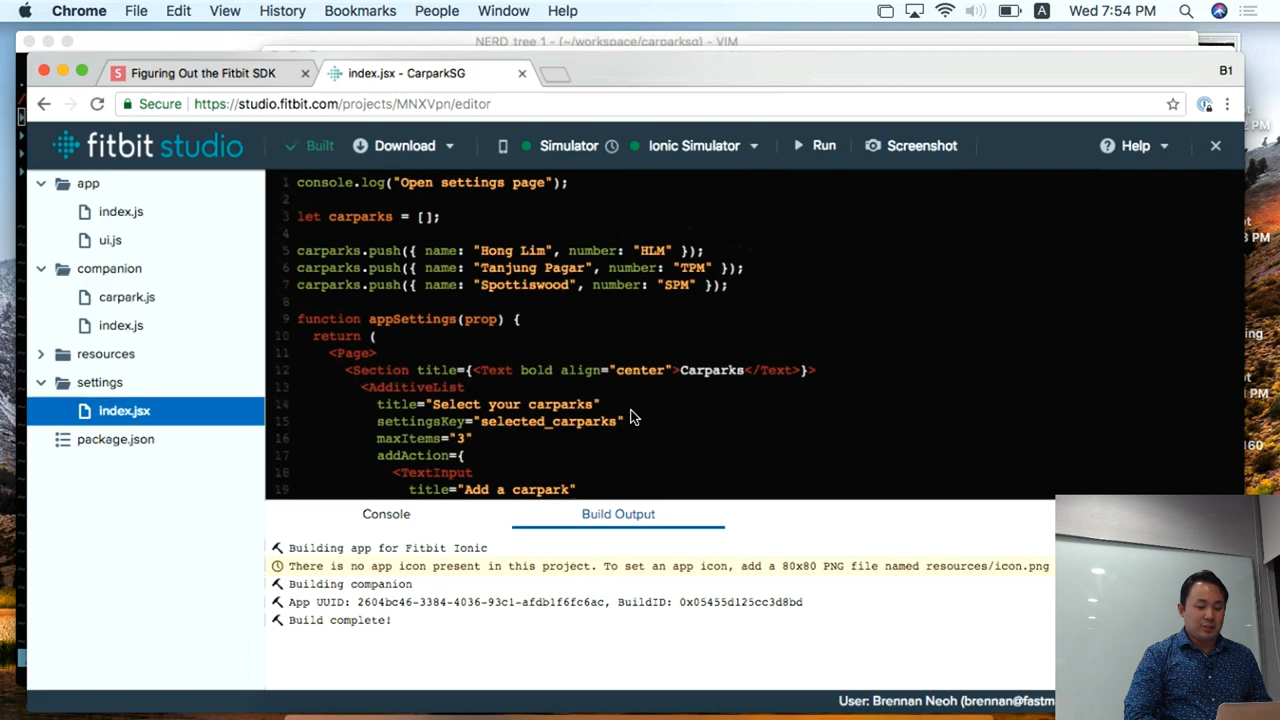 Chrome File Edit View History Bookmarks People Window Help A Wed 7:54 PM
NERD_tree_1 - (~/workspace/carparksg) - VIM
S Figuring Out the Fitbit SDK × index.jsx - CarparkSG × B1
Secure https://studio.fitbit.com/projects/MNXVpn/editor
fitbit studio Built Download Simulator Ionic Simulator Run Screenshot ? Help ×
app
index.js
ui.js
companion
carpark.js
index.js
resources
settings
index.jsx
package.json
1 console.log("Open settings page");
2
3 let carparks = [];
4
5 carparks.push({ name: "Hong Lim", number: "HLM" });
6 carparks.push({ name: "Tanjung Pagar", number: "TPM" });
7 carparks.push({ name: "Spottiswood", number: "SPM" });
8
9 function appSettings(prop) {
10 return (
11 <Page>
12 <Section title={<Text bold align="center">Carparks</Text>}>
13 <AdditiveList
14 title="Select your carparks"
15 settingsKey="selected_carparks"
16 maxItems="3"
17 addAction={
18 <TextInput
19 title="Add a carpark"
Console Build Output
Building app for Fitbit Ionic
There is no app icon present in this project. To set an app icon, add a 80x80 PNG file named resources/icon.png
Building companion
App UUID: 2604bc46-3384-4036-93c1-afdb1f6fc6ac, BuildID: 0x05455d125cc3d8bd
Build complete!
User: Brennan Neoh (brennan@fastm